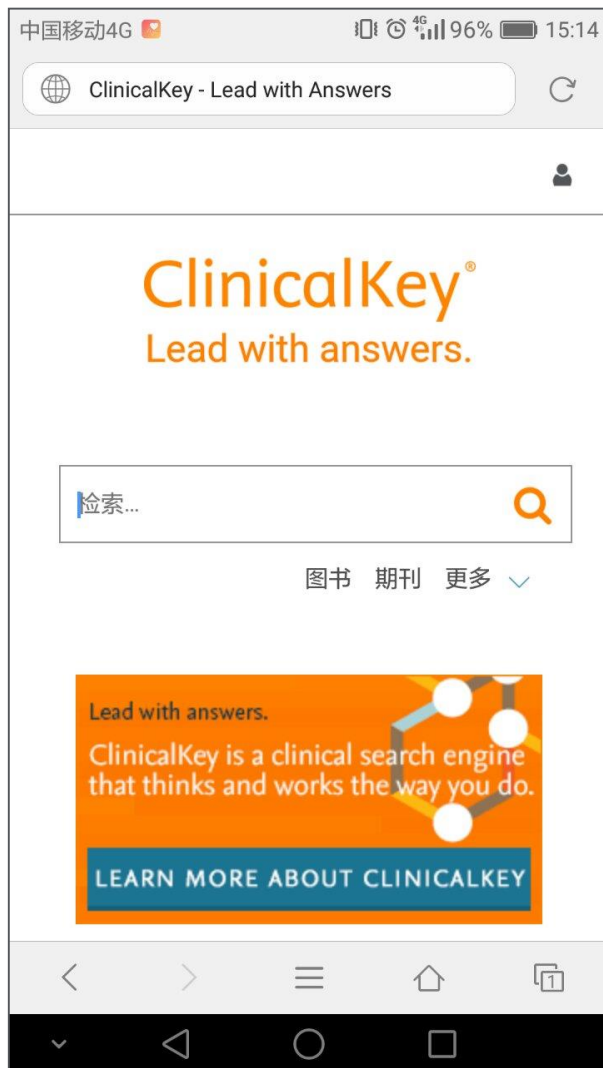 中国移动4G 4G 96% 15:14
ClinicalKey - Lead with Answers
ClinicalKey®
Lead with answers.
检索...
图书 期刊 更多
Lead with answers.
ClinicalKey is a clinical search engine
that thinks and works the way you do.
LEARN MORE ABOUT CLINICALKEY
1